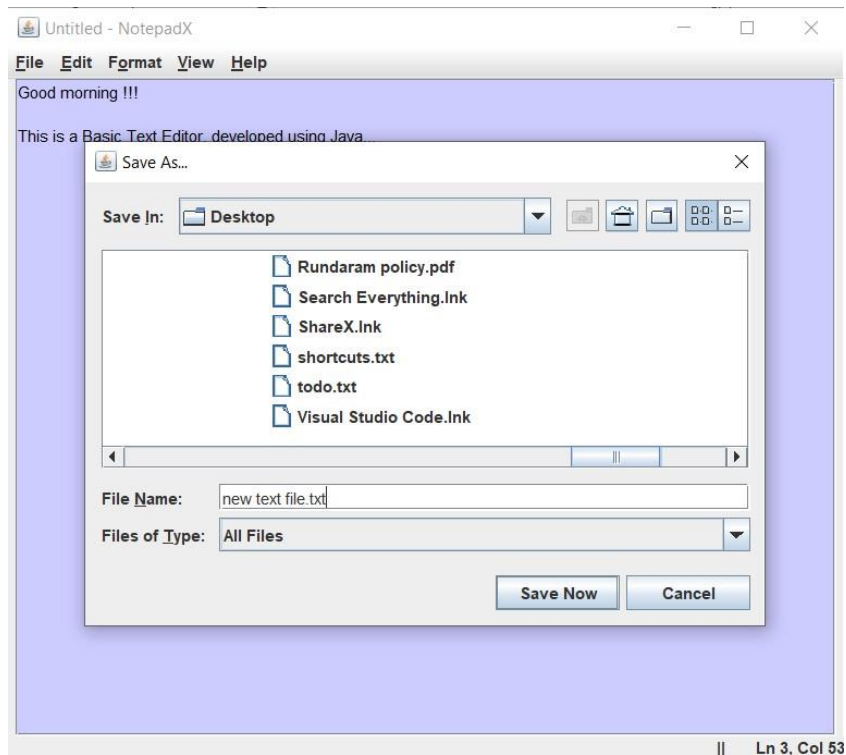 Untitled - NotepadX
File Edit Format View Help
Good morning !!!
This is a Basic Text Editor, developed using Java...
Save As...
Save In: Desktop
Rundaram policy.pdf
Search Everything.lnk
ShareX.lnk
shortcuts.txt
todo.txt
Visual Studio Code.lnk
File Name: new text file.txt
Files of Type: All Files
Save Now Cancel
|| Ln 3, Col 53